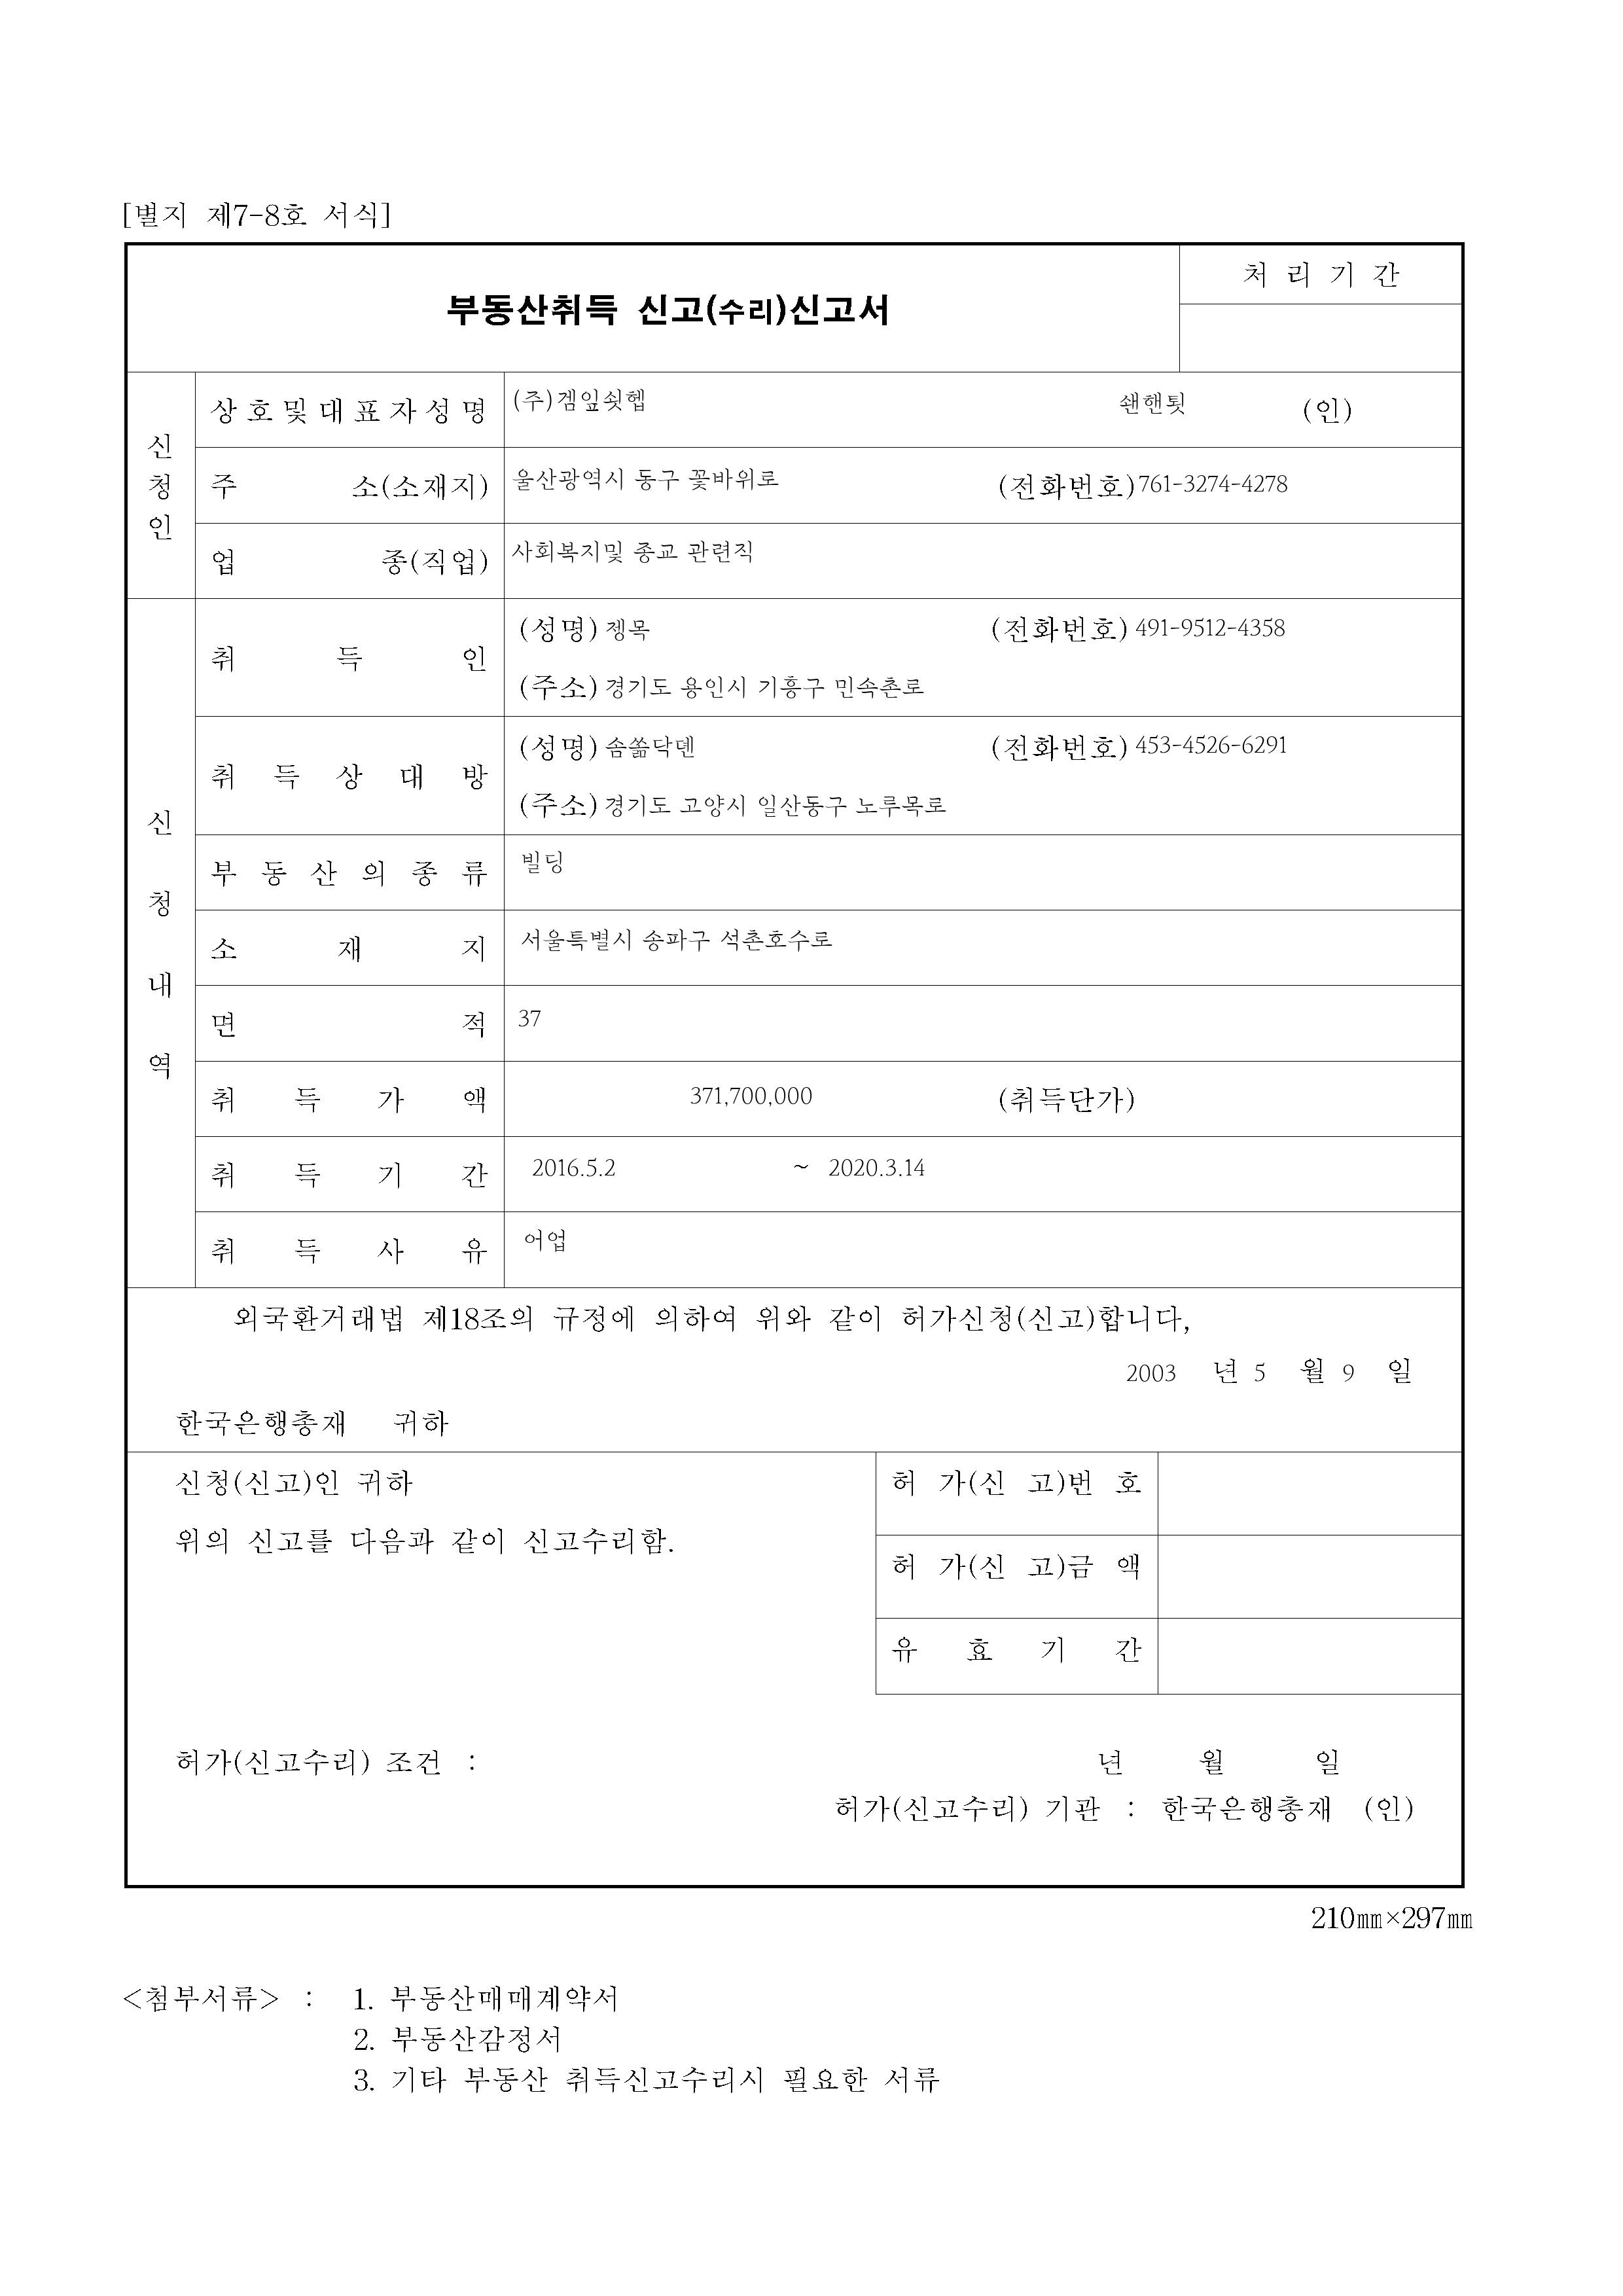 [별지 제7-8호 서식]
부동산취득 신고(수리)신고서
처 리 기 간
신청인
상호및대표자성명 (주)겜잎쉿헵 쇈핸팃 (인)
주 소(소재지) 울산광역시 동구 꽃바위로 (전화번호)761-3274-4278
업 종(직업) 사회복지및 종교 관련직
신청내역
취 득 인
(성명) 젱목 (전화번호) 491-9512-4358
(주소) 경기도 용인시 기흥구 민속촌로
취 득 상 대 방
(성명) 솜쏢닥덴 (전화번호) 453-4526-6291
(주소) 경기도 고양시 일산동구 노루목로
부 동 산 의 종 류 빌딩
소 재 지 서울특별시 송파구 석촌호수로
면 적 37
취 득 가 액 371,700,000 (취득단가)
취 득 기 간 2016.5.2 ~ 2020.3.14
취 득 사 유 어업
외국환거래법 제18조의 규정에 의하여 위와 같이 허가신청(신고)합니다,
2003 년 5 월 9 일
한국은행총재 귀하
신청(신고)인 귀하
위의 신고를 다음과 같이 신고수리함.
허 가(신 고)번 호
허 가(신 고)금 액
유 효 기 간
허가(신고수리) 조건 : 년 월 일
허가(신고수리) 기관 : 한국은행총재 (인)
210㎜×297㎜
<첨부서류> : 1. 부동산매매계약서
2. 부동산감정서
3. 기타 부동산 취득신고수리시 필요한 서류